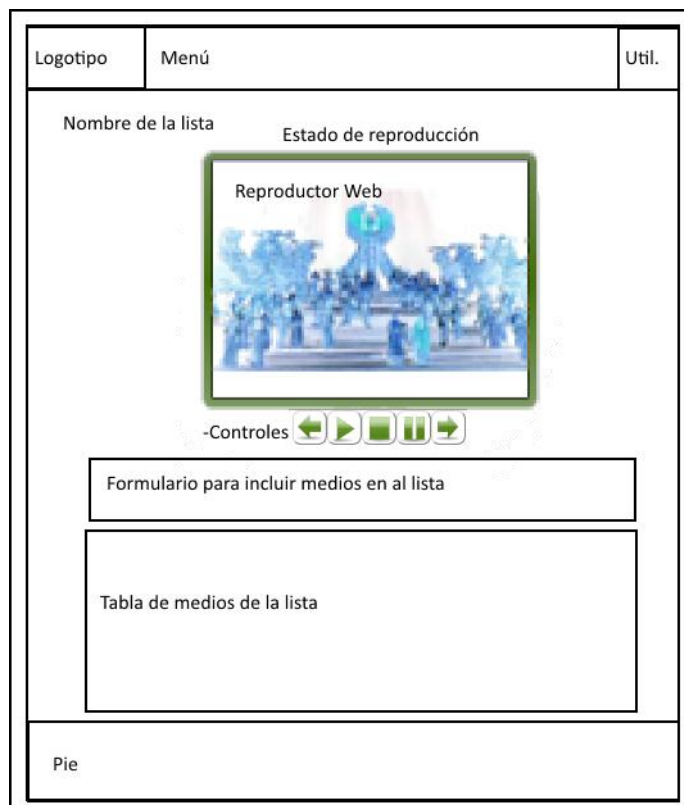 Logotipo
Menú
Util.
Nombre de la lista
Estado de reproducción
Reproductor Web
-Controles
Formulario para incluir medios en al lista
Tabla de medios de la lista
Pie